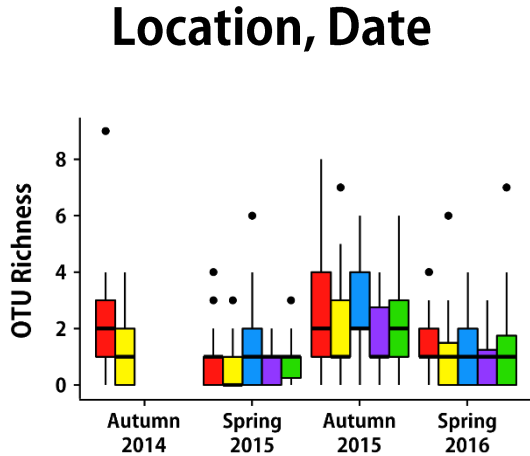 Location, Date
OTU Richness
8
6
4
2
0
Autumn 2014
Spring 2015
Autumn 2015
Spring 2016